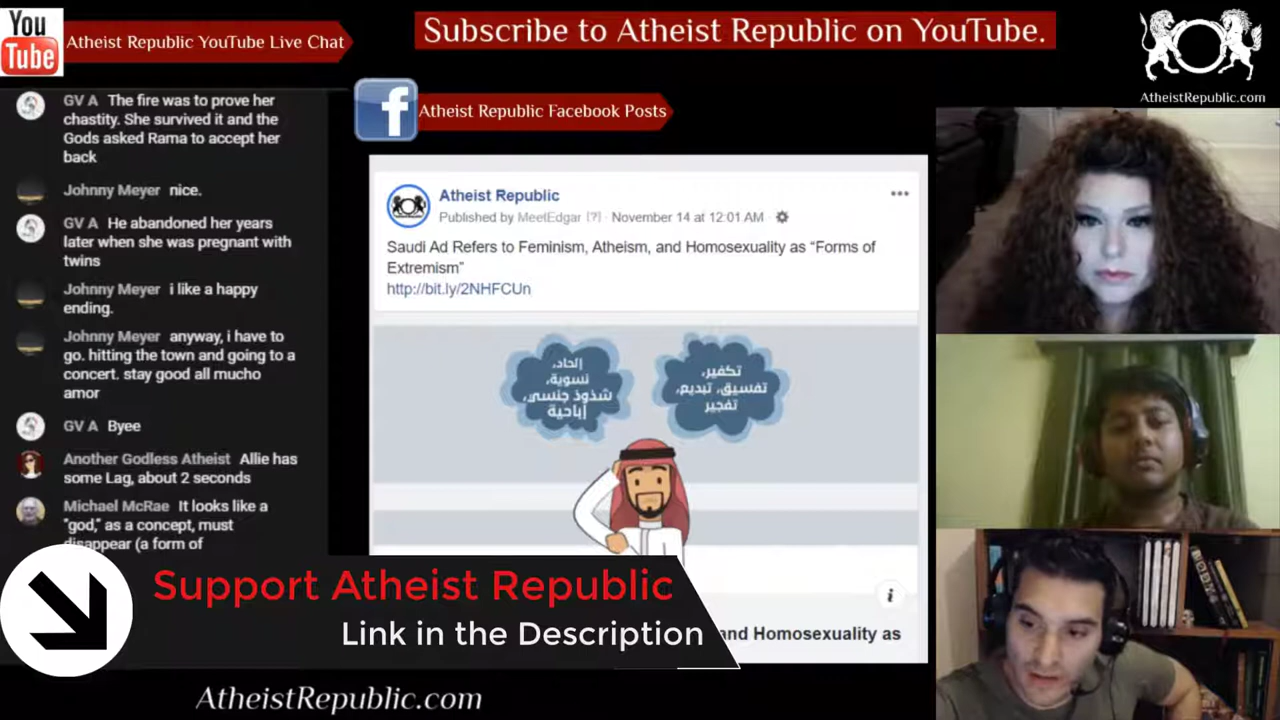 You
Tube
Atheist Republic YouTube Live Chat
Subscribe to Atheist Republic on YouTube.
AtheistRepublic.com
GV A The fire was to prove her
chastity. She survived it and the
Gods asked Rama to accept her
back
Johnny Meyer nice.
GV A He abandoned her years
later when she was pregnant with
twins
Johnny Meyer i like a happy
ending.
Johnny Meyer anyway, i have to
go. hitting the town and going to a
concert. stay good all mucho
amor
GV A Byee
Another Godless Atheist Allie has
some Lag, about 2 seconds
Michael McRae It looks like a
"god," as a concept, must
disappear (a form of
f
Atheist Republic Facebook Posts
Atheist Republic
Published by MeetEdgar [?] · November 14 at 12:01 AM ·
Saudi Ad Refers to Feminism, Atheism, and Homosexuality as “Forms of
Extremism”
http://bit.ly/2NHFCUn
إلحاد،
نسوية،
شذوذ جنسي،
إباحية
تكفير،
تفسيق، تبديع،
تفجير
i
and Homosexuality as
Support Atheist Republic
Link in the Description
AtheistRepublic.com